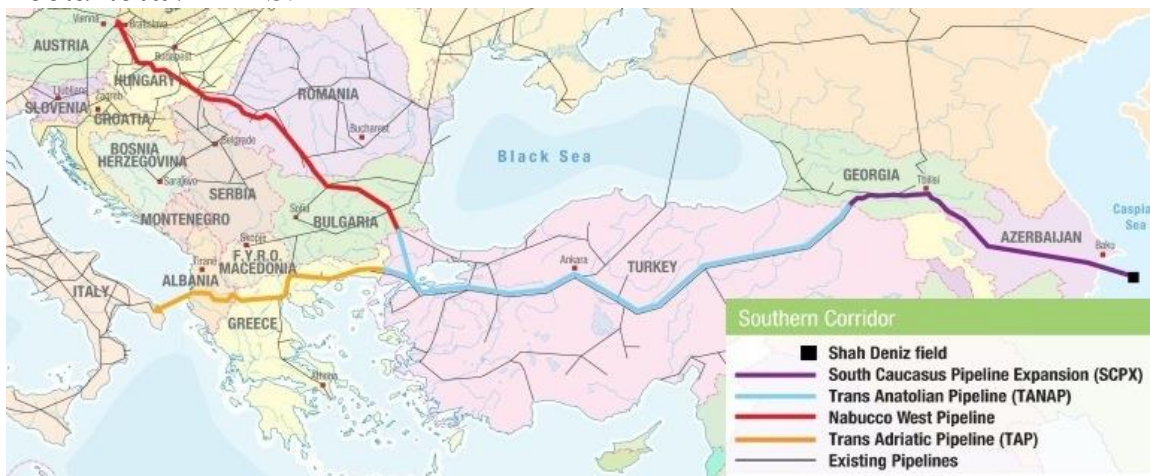 Vienna
Bratislava
AUSTRIA
Budapest
HUNGARY
Ljubljana
SLOVENIA
Zagreb
CROATIA
ROMANIA
Bucharest
BOSNIA
HERZEGOVINA
Belgrade
Sarajevo
SERBIA
MONTENEGRO
Sofia
BULGARIA
Skopje
F.Y.R.O.
MACEDONIA
Tirane
ALBANIA
ITALY
GREECE
Athens
Black Sea
Ankara
TURKEY
GEORGIA
Tbilisi
AZERBAIJAN
Baku
Caspia
Sea
Southern Corridor
Shah Deniz field
South Caucasus Pipeline Expansion (SCPX)
Trans Anatolian Pipeline (TANAP)
Nabucco West Pipeline
Trans Adriatic Pipeline (TAP)
Existing Pipelines